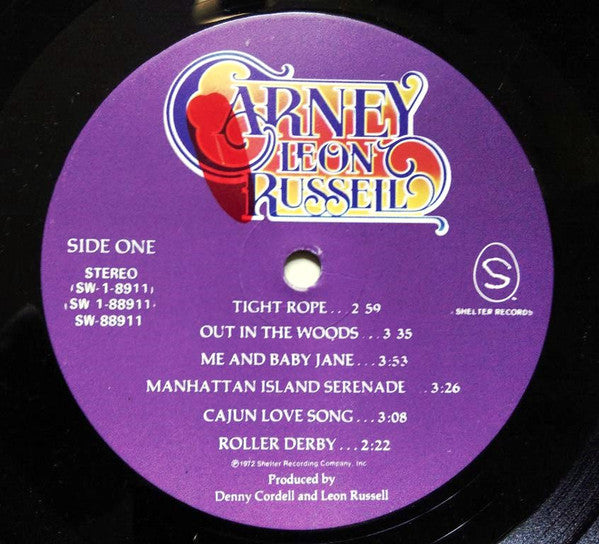 CARNEY
LEON
RUSSELL
SIDE ONE
STEREO
(SW-1-8911)
(SW 1-88911)
SW-88911
S
SHELTER RECORDS
TIGHT ROPE...2 59
OUT IN THE WOODS...3 35
ME AND BABY JANE...3:53
MANHATTAN ISLAND SERENADE ..3:26
CAJUN LOVE SONG...3:08
ROLLER DERBY...2:22
℗1972 Shelter Recording Company, Inc
Produced by
Denny Cordell and Leon Russell